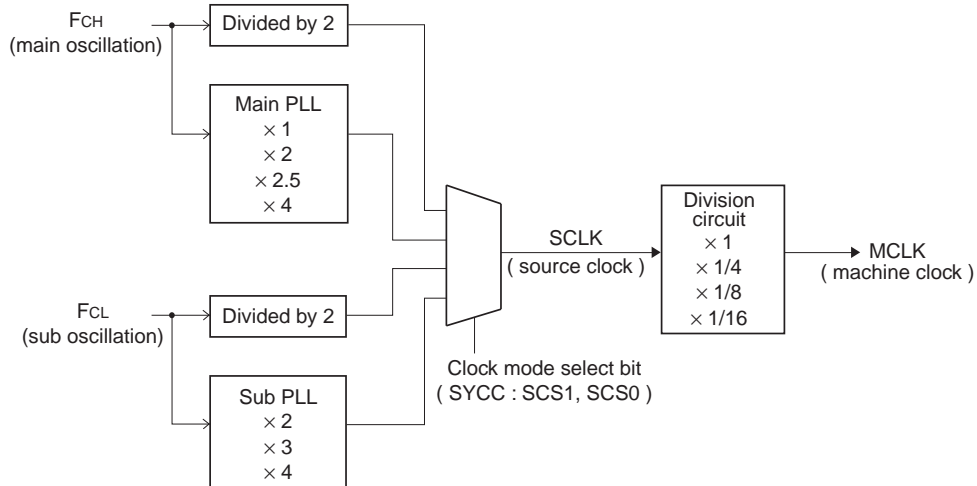 FCH
(main oscillation)
Divided by 2
Main PLL
× 1
× 2
× 2.5
× 4
FCL
(sub oscillation)
Divided by 2
Sub PLL
× 2
× 3
× 4
Clock mode select bit
( SYCC : SCS1, SCS0 )
SCLK
( source clock )
Division
circuit
× 1
× 1/4
× 1/8
× 1/16
MCLK
( machine clock )